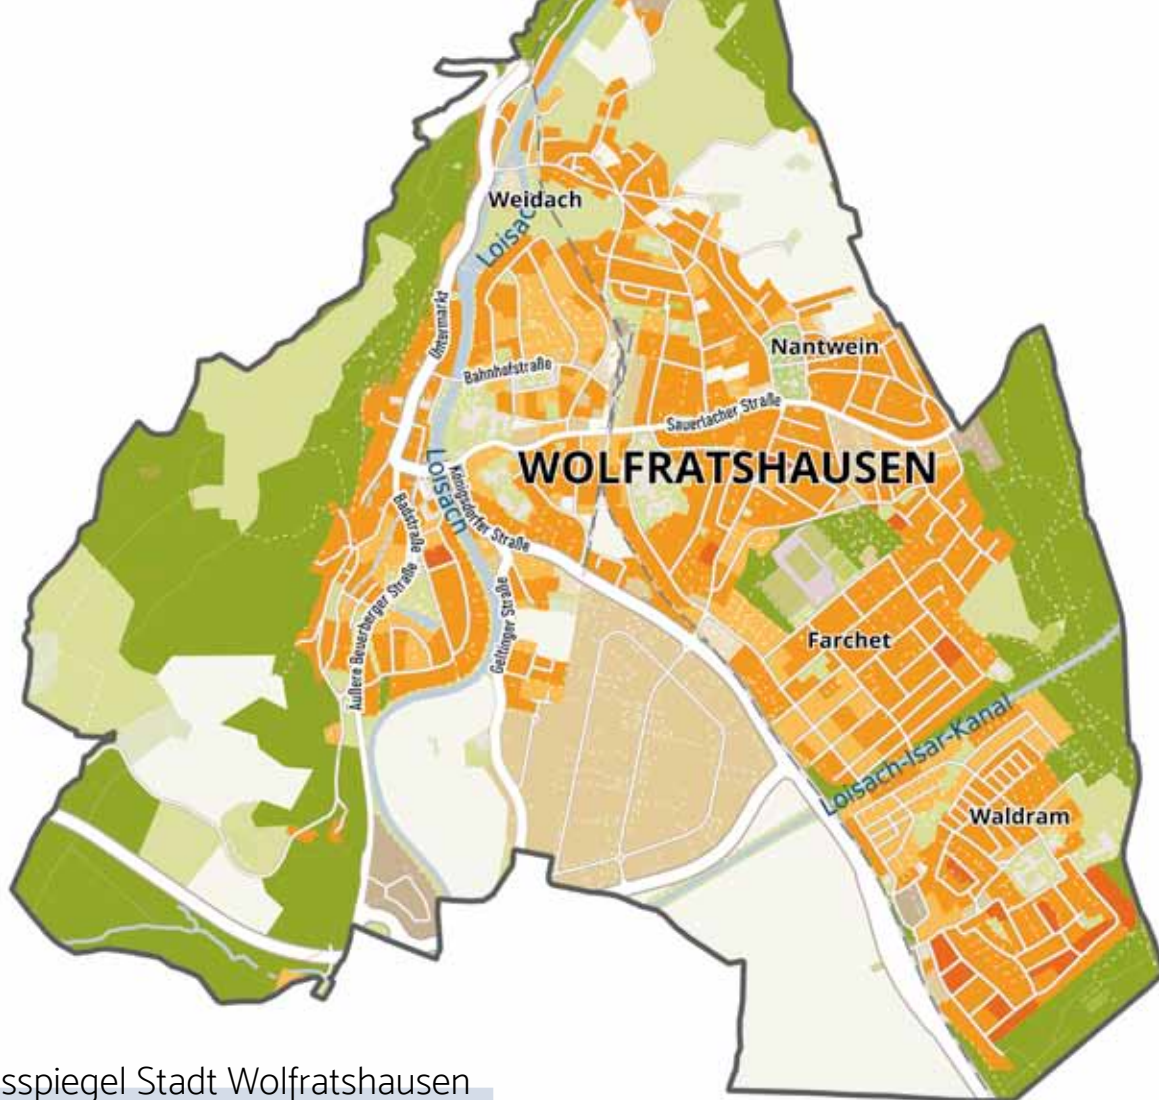 Weidach
Loisach
Untermarkt
Bahnhofstraße
Nantwein
Sauerlacher Straße
WOLFRATSHAUSEN
Loisach
Königsdorfer Straße
Badstraße
Äußere Beuerberger Straße
Geltinger Straße
Farchet
Loisach-Isar-Kanal
Waldram
sspiegel Stadt Wolfratshausen